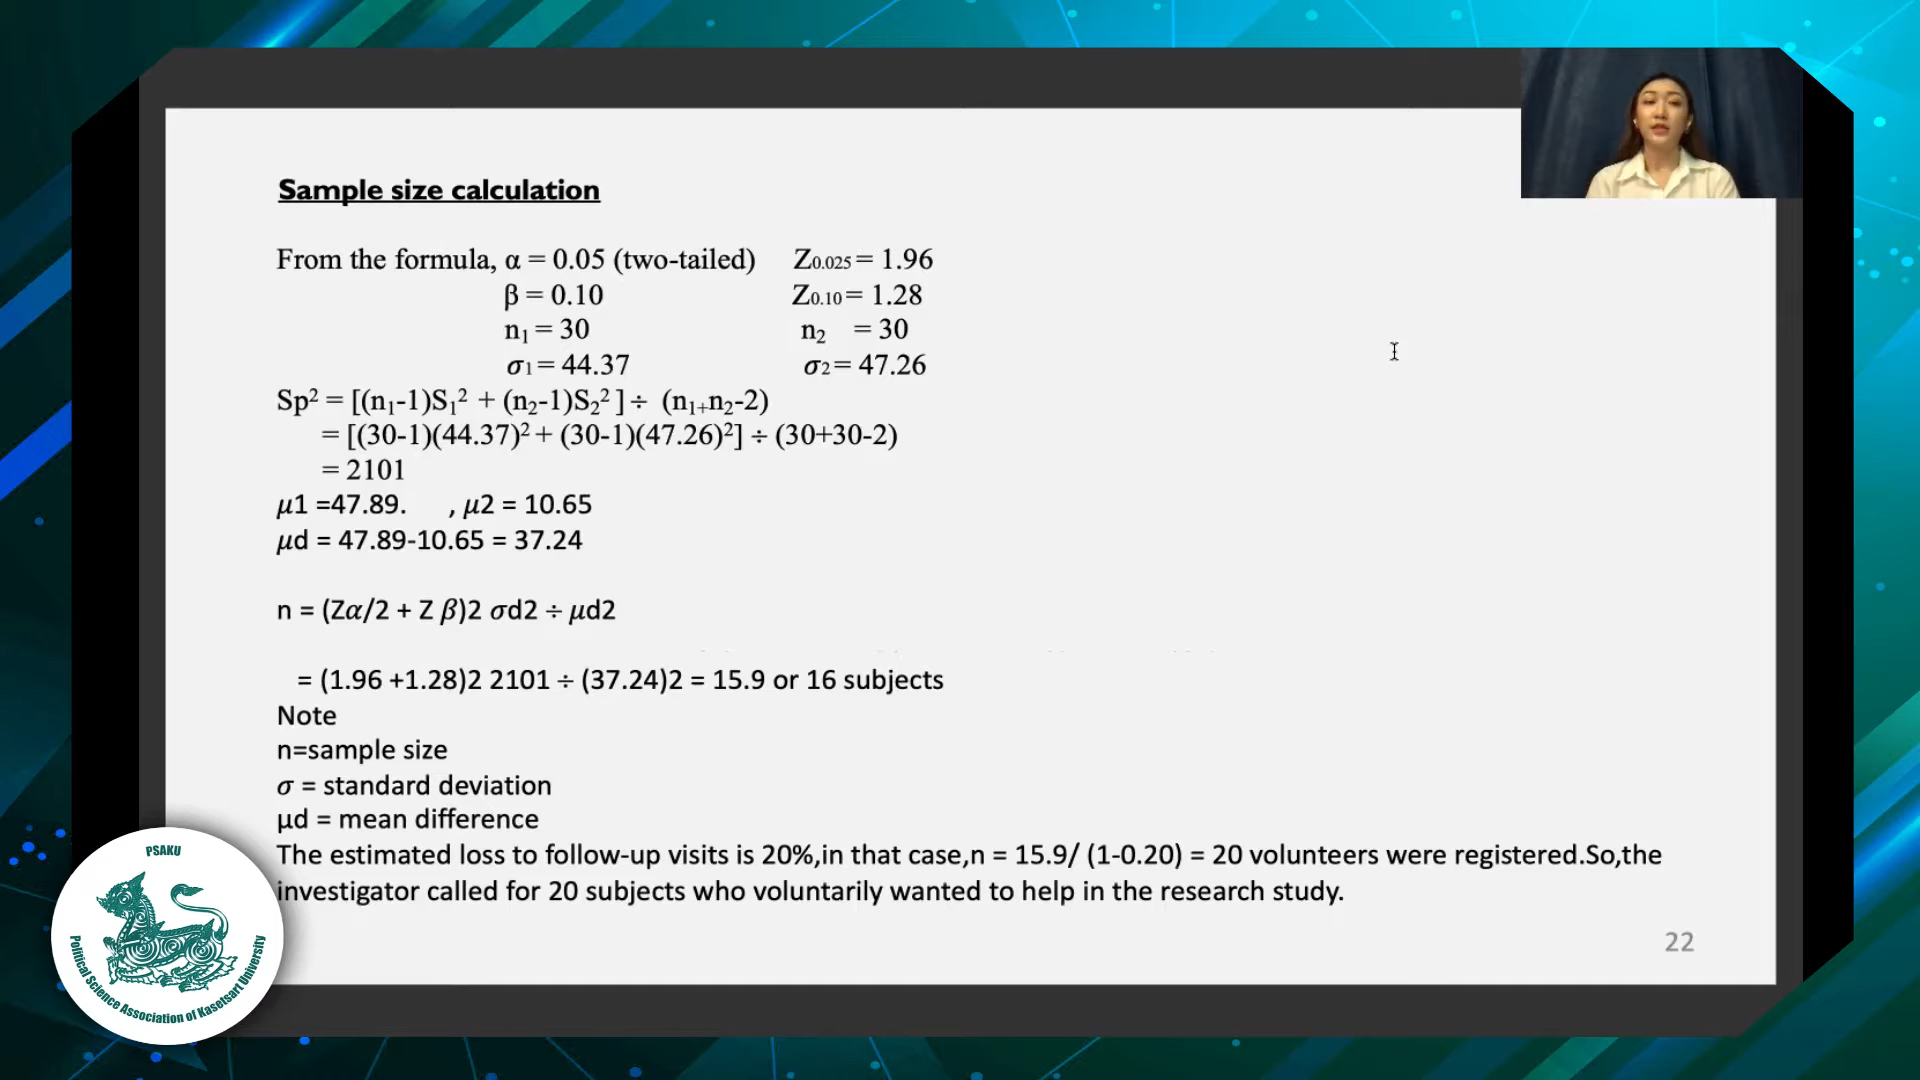 Sample size calculation
From the formula, α = 0.05 (two-tailed) Z0.025 = 1.96
β = 0.10 Z0.10 = 1.28
n₁ = 30 n₂ = 30
σ1 = 44.37 σ2 = 47.26
Sp² = [(n₁-1)S₁² + (n₂-1)S₂² ] ÷ (n₁₊n₂-2)
= [(30-1)(44.37)² + (30-1)(47.26)²] ÷ (30+30-2)
= 2101
μ1 =47.89. , μ2 = 10.65
μd = 47.89-10.65 = 37.24
n = (Zα/2 + Z β)2 σd2 ÷ μd2
= (1.96 +1.28)2 2101 ÷ (37.24)2 = 15.9 or 16 subjects
Note
n=sample size
σ = standard deviation
μd = mean difference
The estimated loss to follow-up visits is 20%,in that case,n = 15.9/ (1-0.20) = 20 volunteers were registered.So,the
investigator called for 20 subjects who voluntarily wanted to help in the research study.
22
PSAKU
Political Science Association of Kasetsart University